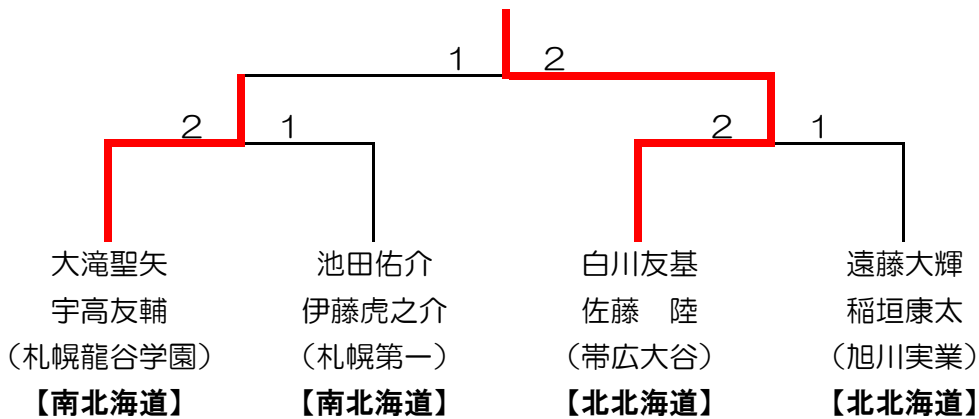 1 2
2 1 2 1
大滝聖矢 池田佑介 白川友基 遠藤大輝
宇高友輔 伊藤虎之介 佐藤　陸 稲垣康太
（札幌龍谷学園） （札幌第一） （帯広大谷） （旭川実業）
【南北海道】 【南北海道】 【北北海道】 【北北海道】